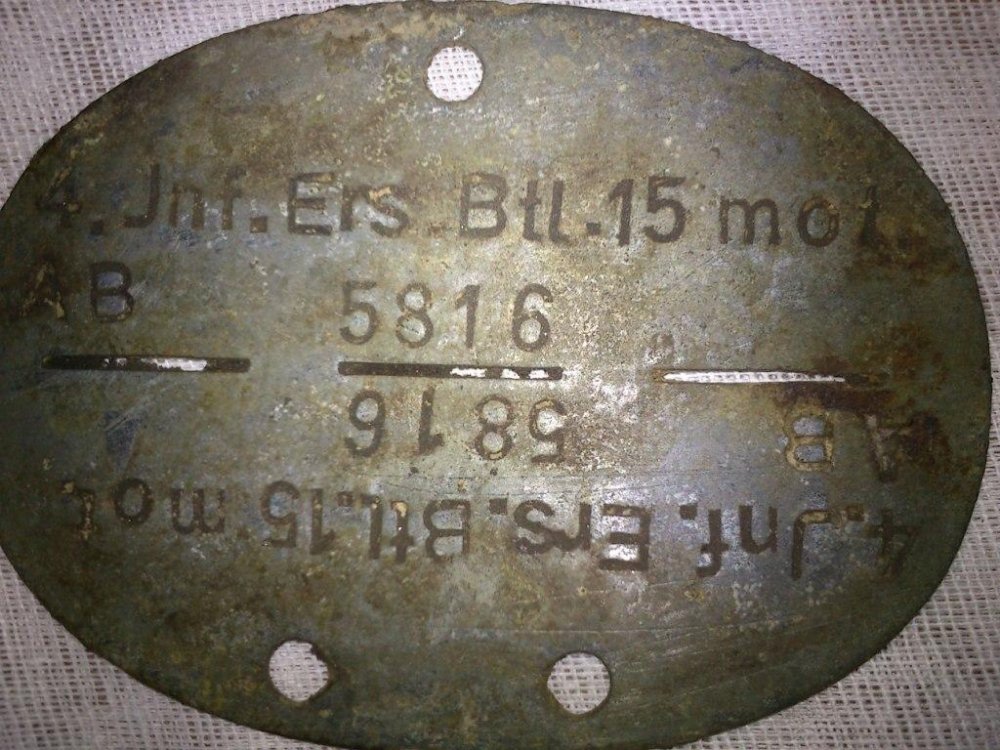 4. Jnf. Ers. Btl. 15 mot.
AB 5816
5816 AB
4. Jnf. Ers. Btl. 15 mot